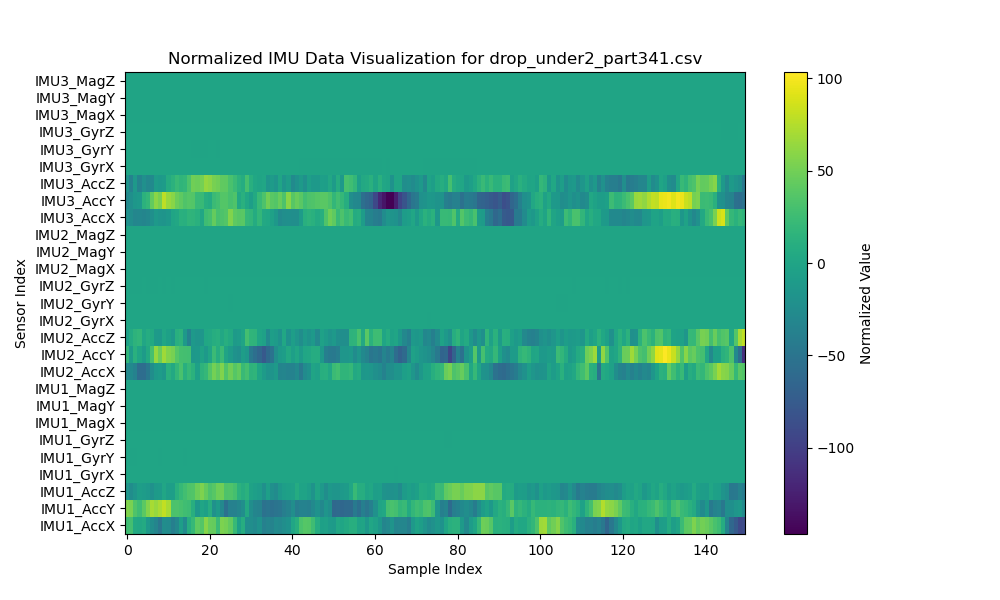 Normalized IMU Data Visualization for drop_under2_part341.csv
IMU3_MagZ
IMU3_MagY
IMU3_MagX
IMU3_GyrZ
IMU3_GyrY
IMU3_GyrX
IMU3_AccZ
IMU3_AccY
IMU3_AccX
IMU2_MagZ
IMU2_MagY
IMU2_MagX
IMU2_GyrZ
IMU2_GyrY
IMU2_GyrX
IMU2_AccZ
IMU2_AccY
IMU2_AccX
IMU1_MagZ
IMU1_MagY
IMU1_MagX
IMU1_GyrZ
IMU1_GyrY
IMU1_GyrX
IMU1_AccZ
IMU1_AccY
IMU1_AccX
Sensor Index
0 20 40 60 80 100 120 140
Sample Index
100
50
0
−50
−100
Normalized Value